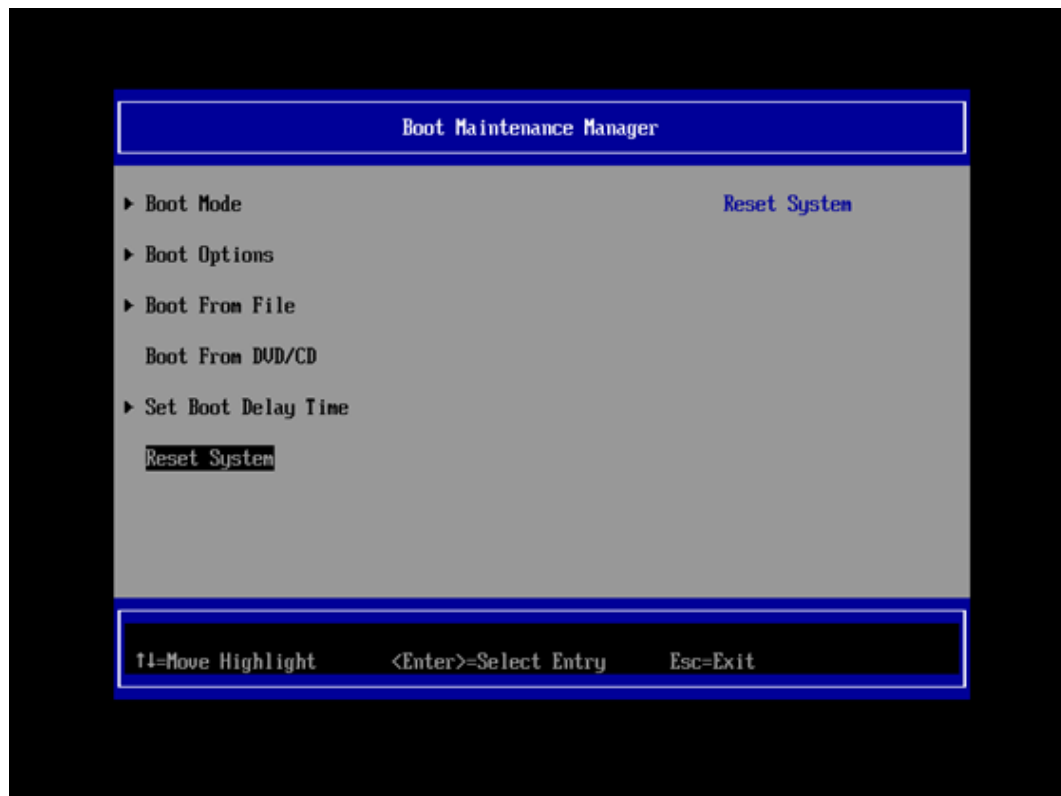 Boot Maintenance Manager
▶ Boot Mode
Reset System
▶ Boot Options
▶ Boot From File
Boot From DVD/CD
▶ Set Boot Delay Time
Reset System
↑↓=Move Highlight <Enter>=Select Entry Esc=Exit